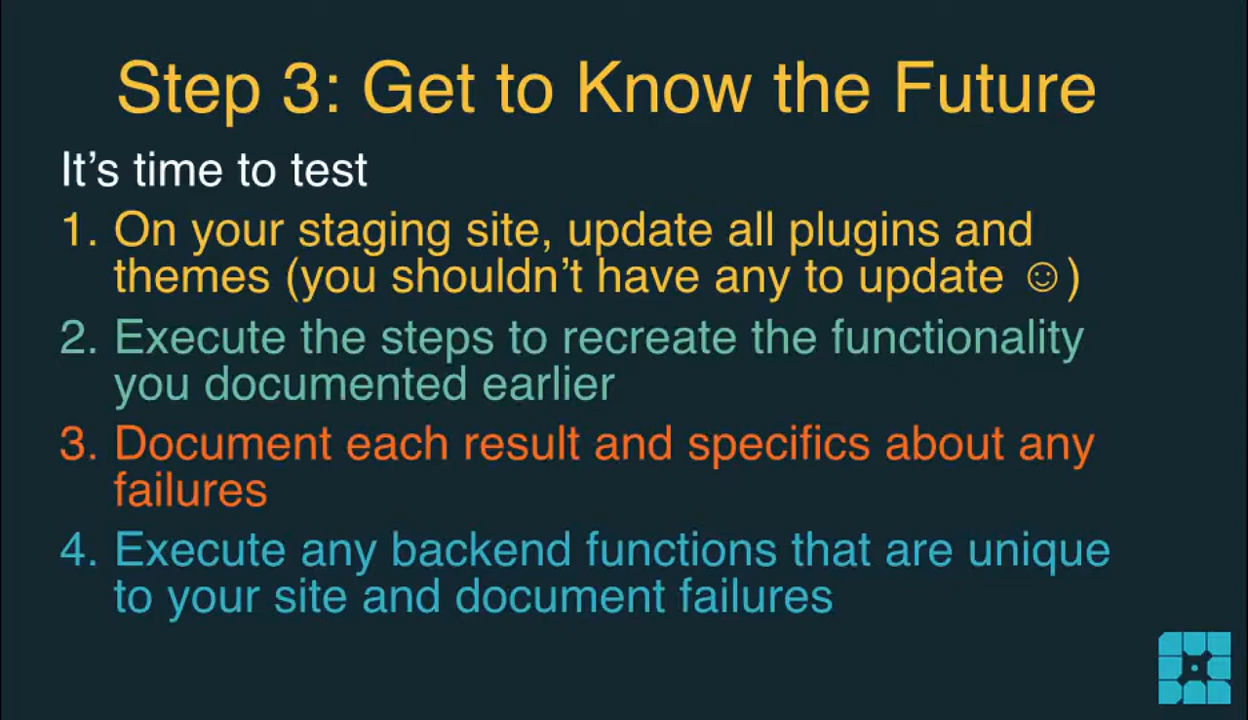 Step 3: Get to Know the Future
It’s time to test
1. On your staging site, update all plugins and
themes (you shouldn’t have any to update ☺)
2. Execute the steps to recreate the functionality
you documented earlier
3. Document each result and specifics about any
failures
4. Execute any backend functions that are unique
to your site and document failures